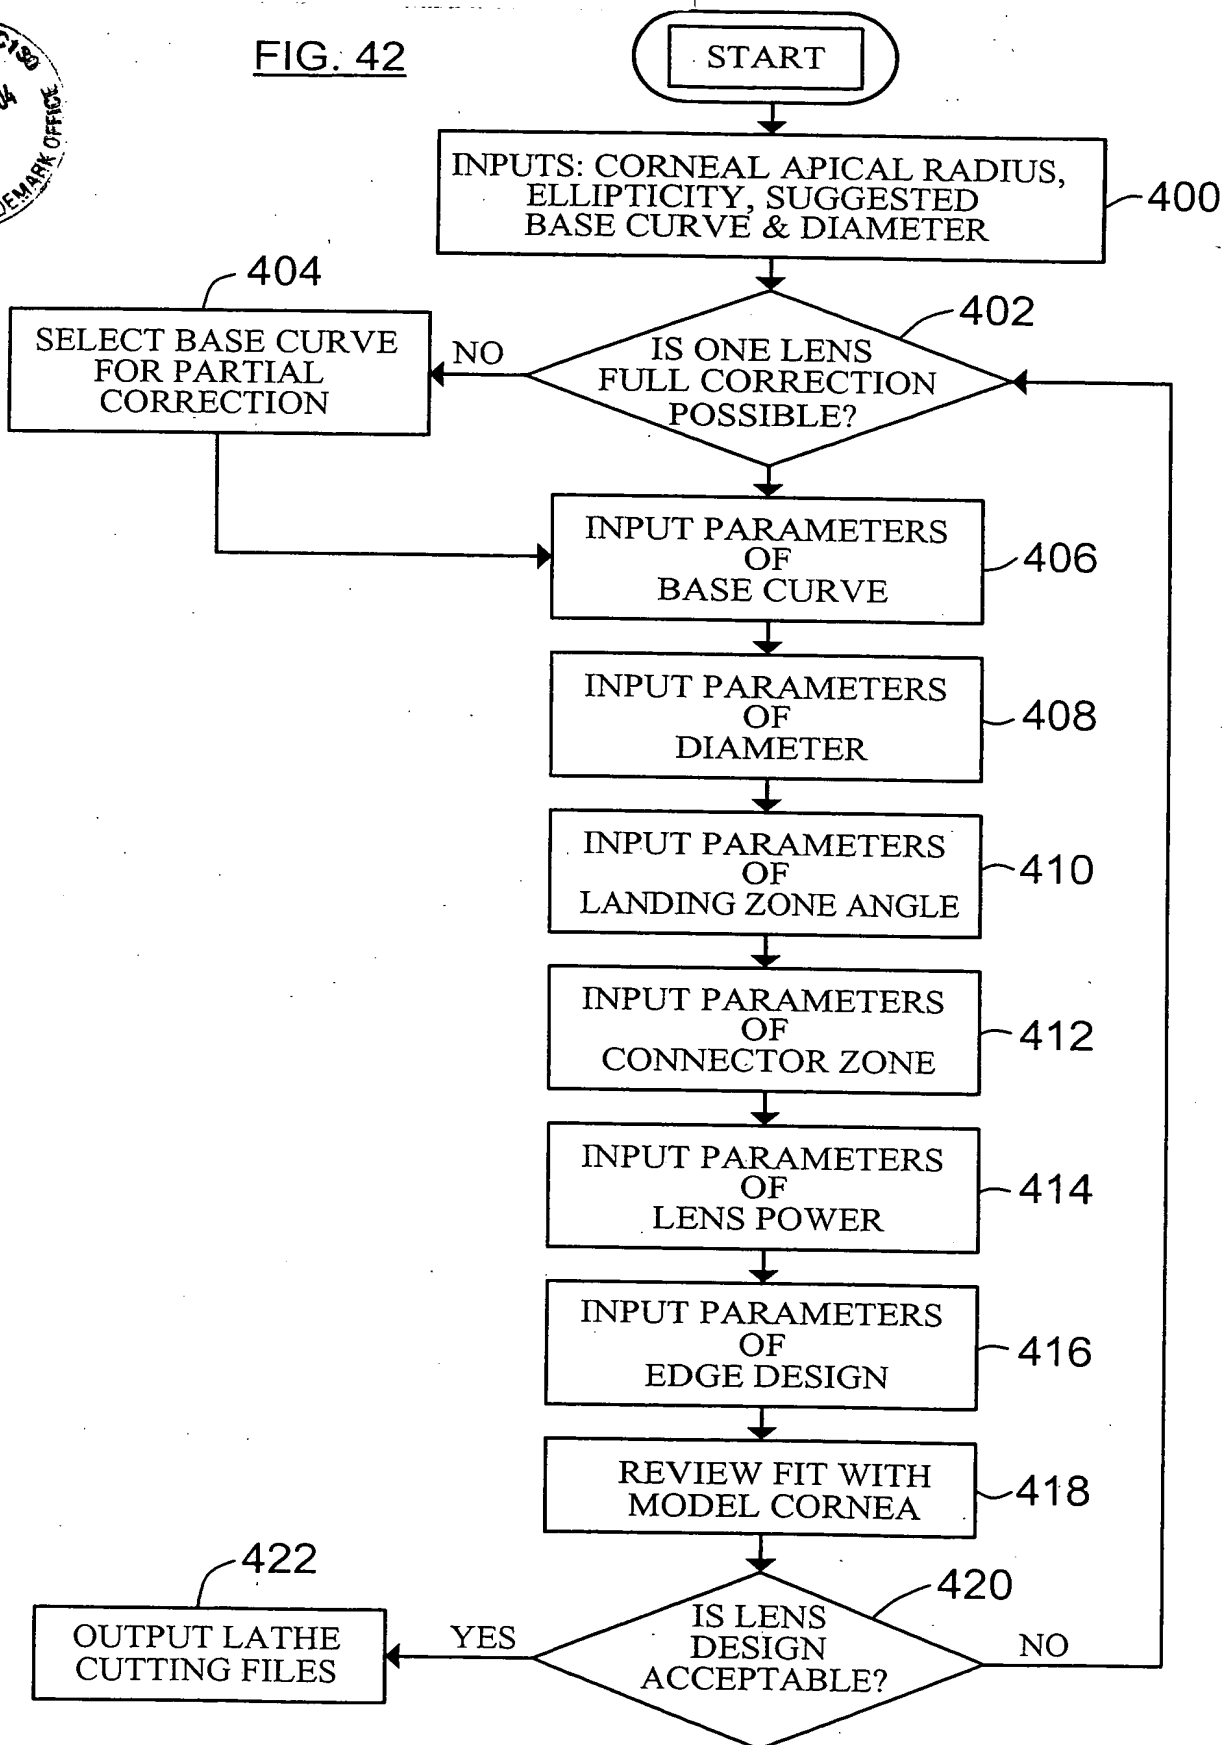 FIG. 42
START
INPUTS: CORNEAL APICAL RADIUS,
ELLIPTICITY, SUGGESTED
BASE CURVE & DIAMETER
400
404
402
SELECT BASE CURVE
FOR PARTIAL
CORRECTION
NO
IS ONE LENS
FULL CORRECTION
POSSIBLE?
INPUT PARAMETERS
OF
BASE CURVE
406
INPUT PARAMETERS
OF
DIAMETER
408
INPUT PARAMETERS
OF
LANDING ZONE ANGLE
410
INPUT PARAMETERS
OF
CONNECTOR ZONE
412
INPUT PARAMETERS
OF
LENS POWER
414
INPUT PARAMETERS
OF
EDGE DESIGN
416
REVIEW FIT WITH
MODEL CORNEA
418
422
420
OUTPUT LATHE
CUTTING FILES
YES
IS LENS
DESIGN
ACCEPTABLE?
NO
OFFICE